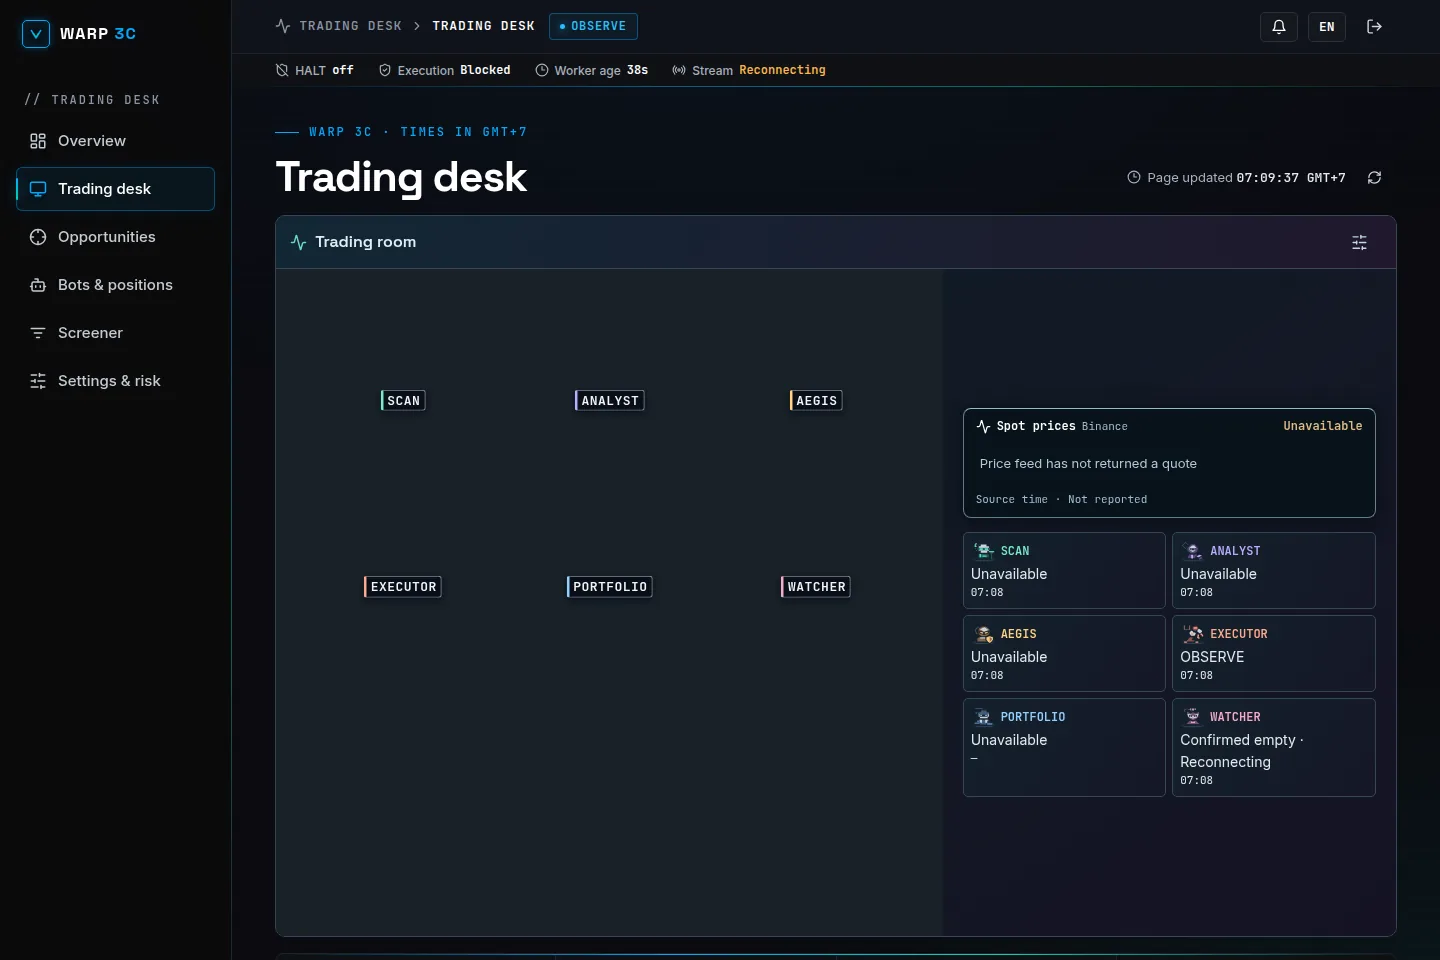 WARP 3C
// TRADING DESK
Overview
Trading desk
Opportunities
Bots & positions
Screener
Settings & risk
TRADING DESK > TRADING DESK OBSERVE
EN
HALT off Execution Blocked Worker age 38s Stream Reconnecting
WARP 3C · TIMES IN GMT+7
Trading desk
Page updated 07:09:37 GMT+7
Trading room
SCAN
ANALYST
AEGIS
EXECUTOR
PORTFOLIO
WATCHER
Spot prices Binance Unavailable
Price feed has not returned a quote
Source time · Not reported
SCAN
Unavailable
07:08
ANALYST
Unavailable
07:08
AEGIS
Unavailable
07:08
EXECUTOR
OBSERVE
07:08
PORTFOLIO
Unavailable
—
WATCHER
Confirmed empty ·
Reconnecting
07:08